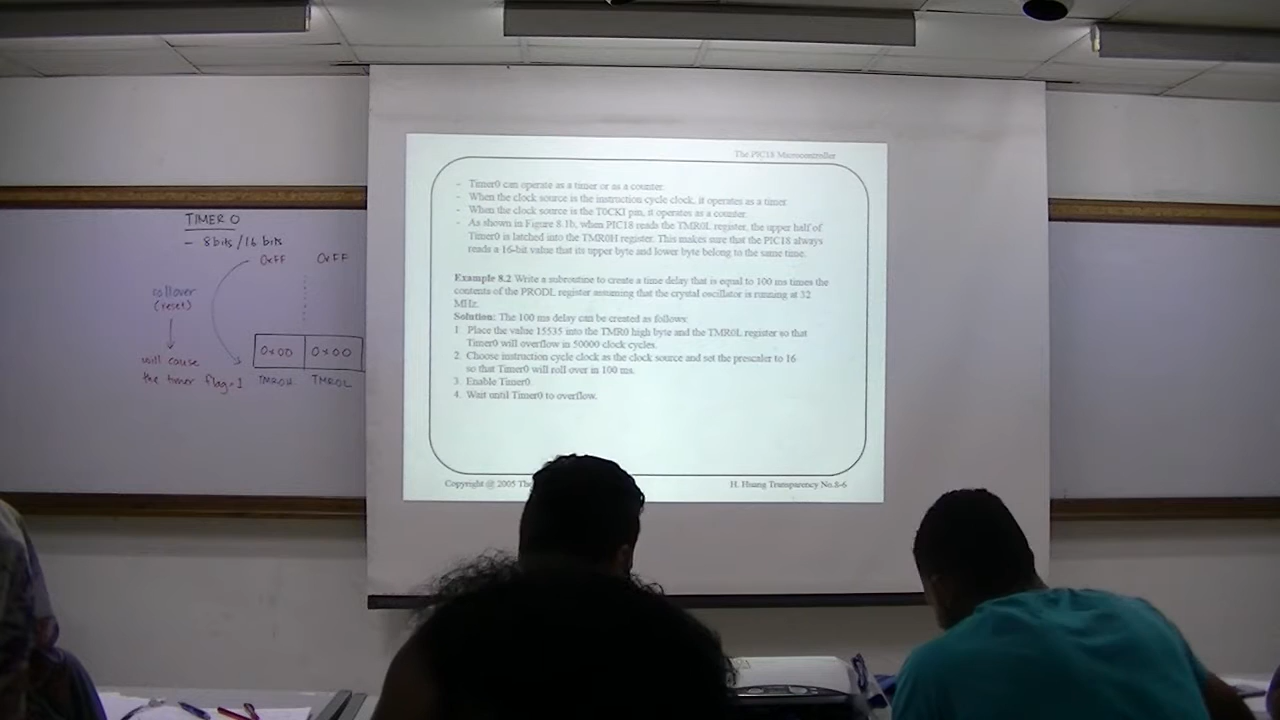 TIMER 0
- 8 bits / 16 bits
0xFF 0xFF
rollover
(reset)
0x00 0x00
will cause
the timer flag=1
TMR0H TMR0L
The PIC18 Microcontroller
- Timer0 can operate as a timer or as a counter.
- When the clock source is the instruction cycle clock, it operates as a timer
- When the clock source is the T0CKI pin, it operates as a counter
- As shown in Figure 8.1b, when PIC18 reads the TMR0L register, the upper half of
Timer0 is latched into the TMR0H register. This makes sure that the PIC18 always
reads a 16-bit value that its upper byte and lower byte belong to the same time.
Example 8.2 Write a subroutine to create a time delay that is equal to 100 ms times the
contents of the PRODL register assuming that the crystal oscillator is running at 32
MHz.
Solution: The 100 ms delay can be created as follows:
1 Place the value 15535 into the TMR0 high byte and the TMR0L register so that
Timer0 will overflow in 50000 clock cycles.
2. Choose instruction cycle clock as the clock source and set the prescaler to 16
so that Timer0 will roll over in 100 ms.
3. Enable Timer0
4. Wait until Timer0 to overflow.
Copyright @ 2005
H. Huang Transparency No.8-6